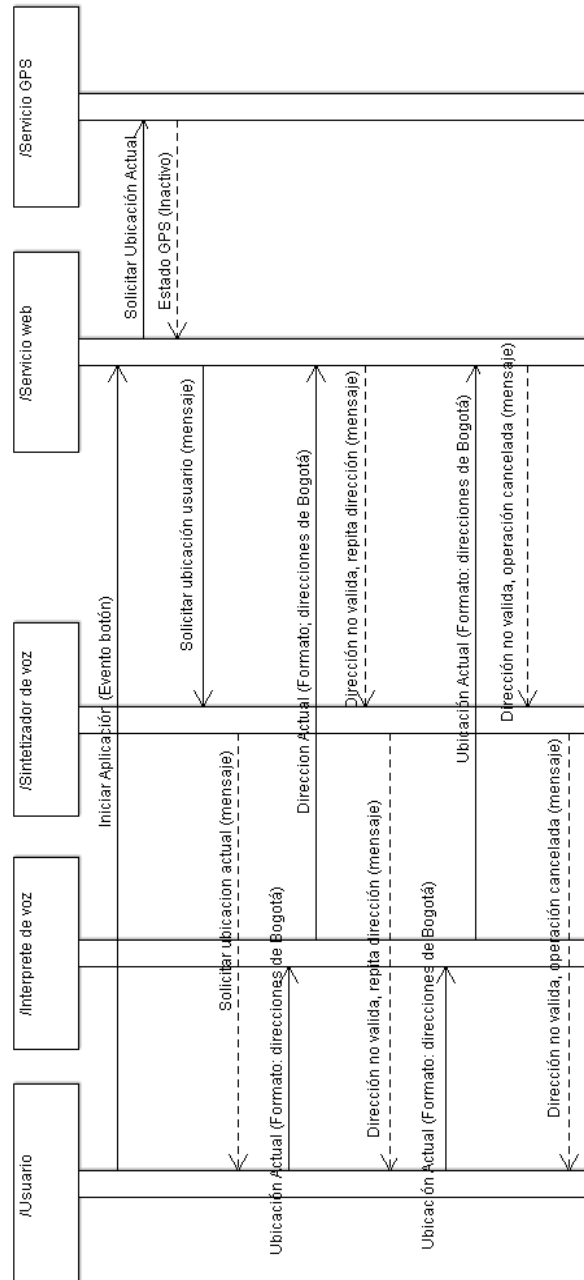 /Usuario
/Interprete de voz
/Sintetizador de voz
/Servicio web
/Servicio GPS
Iniciar Aplicación (Evento botón)
Solicitar Ubicación Actual
Estado GPS (Inactivo)
Solicitar ubicación usuario (mensaje)
Solicitar ubicacion actual (mensaje)
Ubicación Actual (Formato: direcciones de Bogotá)
Direccion Actual (Formato; direcciones de Bogotá)
Dirección no valida, repita dirección (mensaje)
Dirección no valida, repita dirección (mensaje)
Ubicación Actual (Formato: direcciones de Bogotá)
Ubicación Actual (Formato: direcciones de Bogotá)
Dirección no valida, operación cancelada (mensaje)
Dirección no valida, operación cancelada (mensaje)